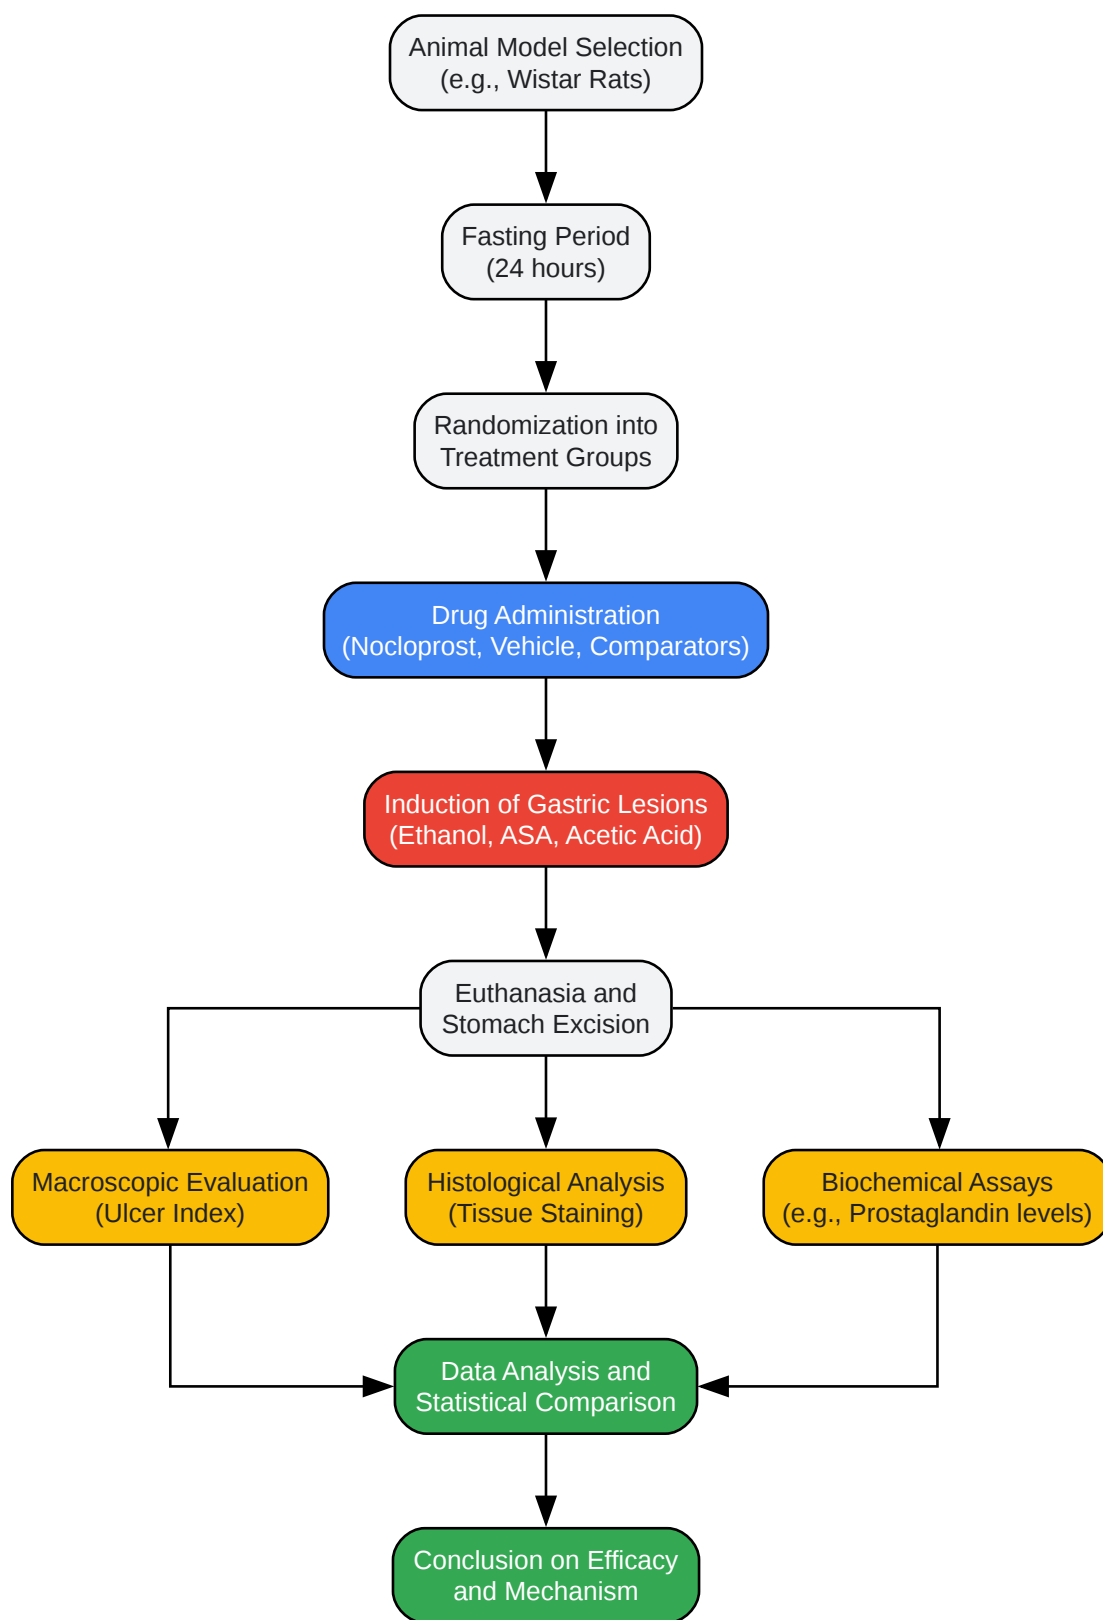 Animal Model Selection
(e.g., Wistar Rats)
Fasting Period
(24 hours)
Randomization into
Treatment Groups
Drug Administration
(Nocloprost, Vehicle, Comparators)
Induction of Gastric Lesions
(Ethanol, ASA, Acetic Acid)
Euthanasia and
Stomach Excision
Macroscopic Evaluation
(Ulcer Index)
Histological Analysis
(Tissue Staining)
Biochemical Assays
(e.g., Prostaglandin levels)
Data Analysis and
Statistical Comparison
Conclusion on Efficacy
and Mechanism